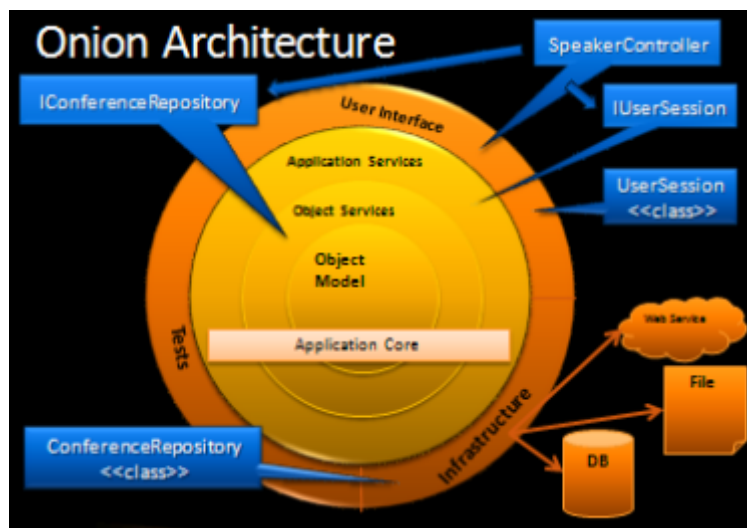 Onion Architecture
SpeakerController
IConferenceRepository
IUserSession
User Interface
Application Services
UserSession
<<class>>
Object Services
Object
Model
Web Service
Tests
Application Core
File
Infrastructure
ConferenceRepository
<<class>>
DB